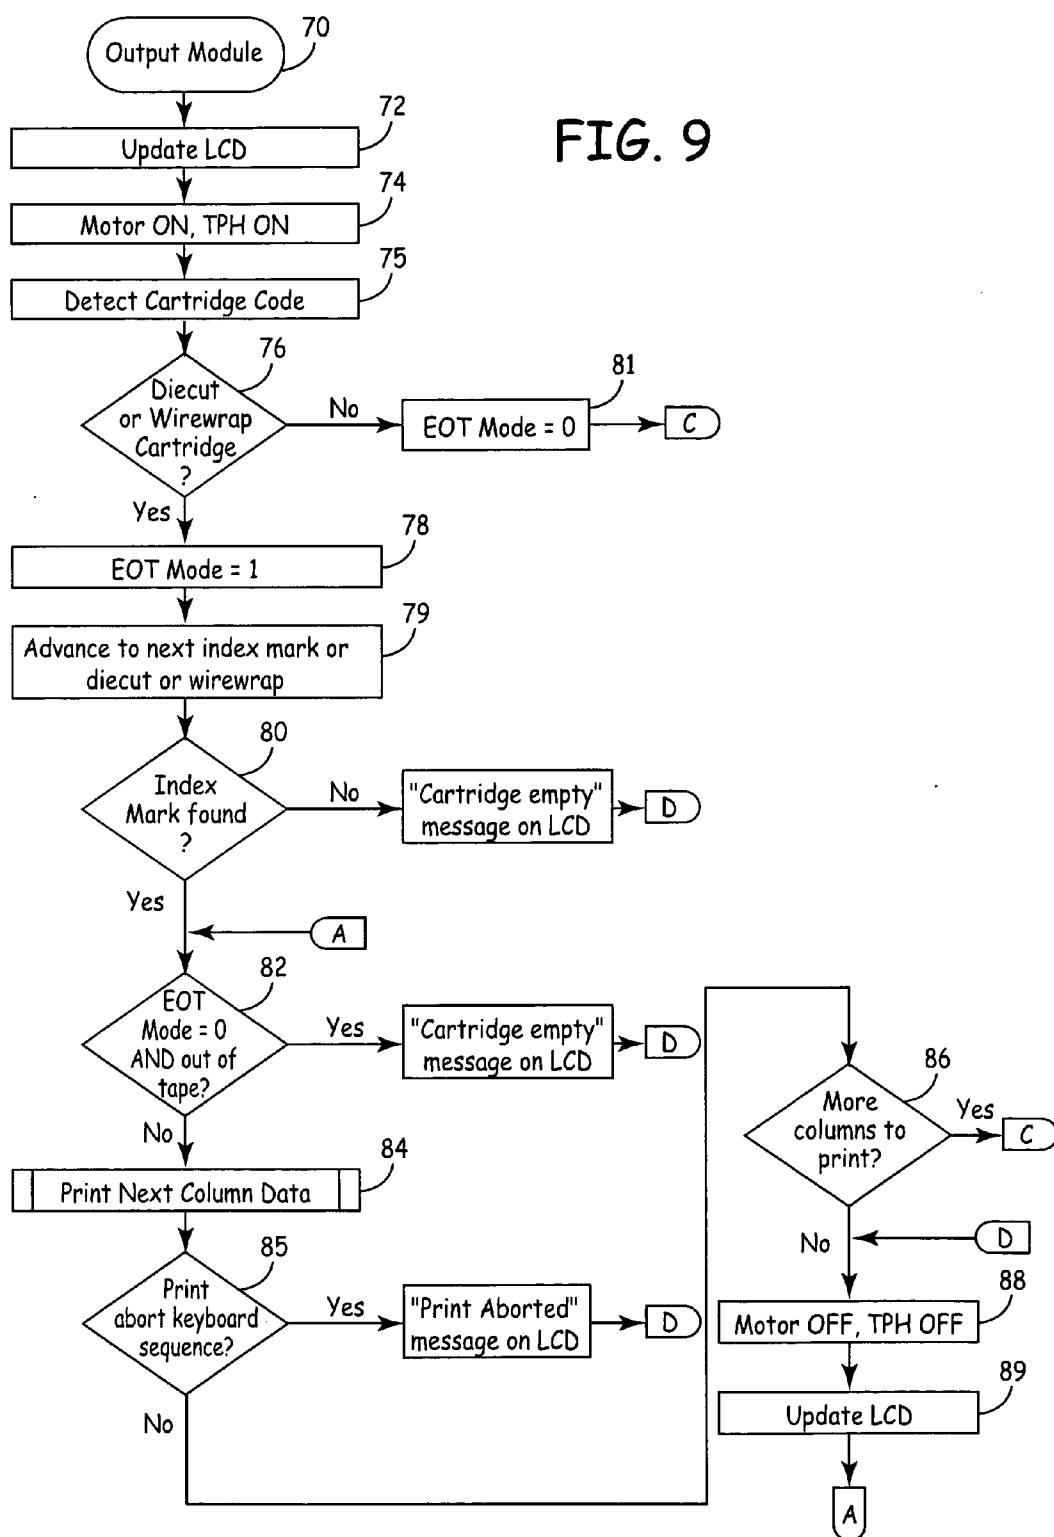 70
Output Module
FIG. 9
72
Update LCD
74
Motor ON, TPH ON
75
Detect Cartridge Code
76
Diecut
or Wirewrap
Cartridge
?
No
81
EOT Mode = 0
C
Yes
78
EOT Mode = 1
79
Advance to next index mark or
diecut or wirewrap
80
Index
Mark found
?
No
"Cartridge empty"
message on LCD
D
Yes
A
82
EOT
Mode = 0
AND out of
tape?
Yes
"Cartridge empty"
message on LCD
D
No
84
Print Next Column Data
85
Print
abort keyboard
sequence?
Yes
"Print Aborted"
message on LCD
D
No
86
More
columns to
print?
Yes
C
No
D
88
Motor OFF, TPH OFF
89
Update LCD
A